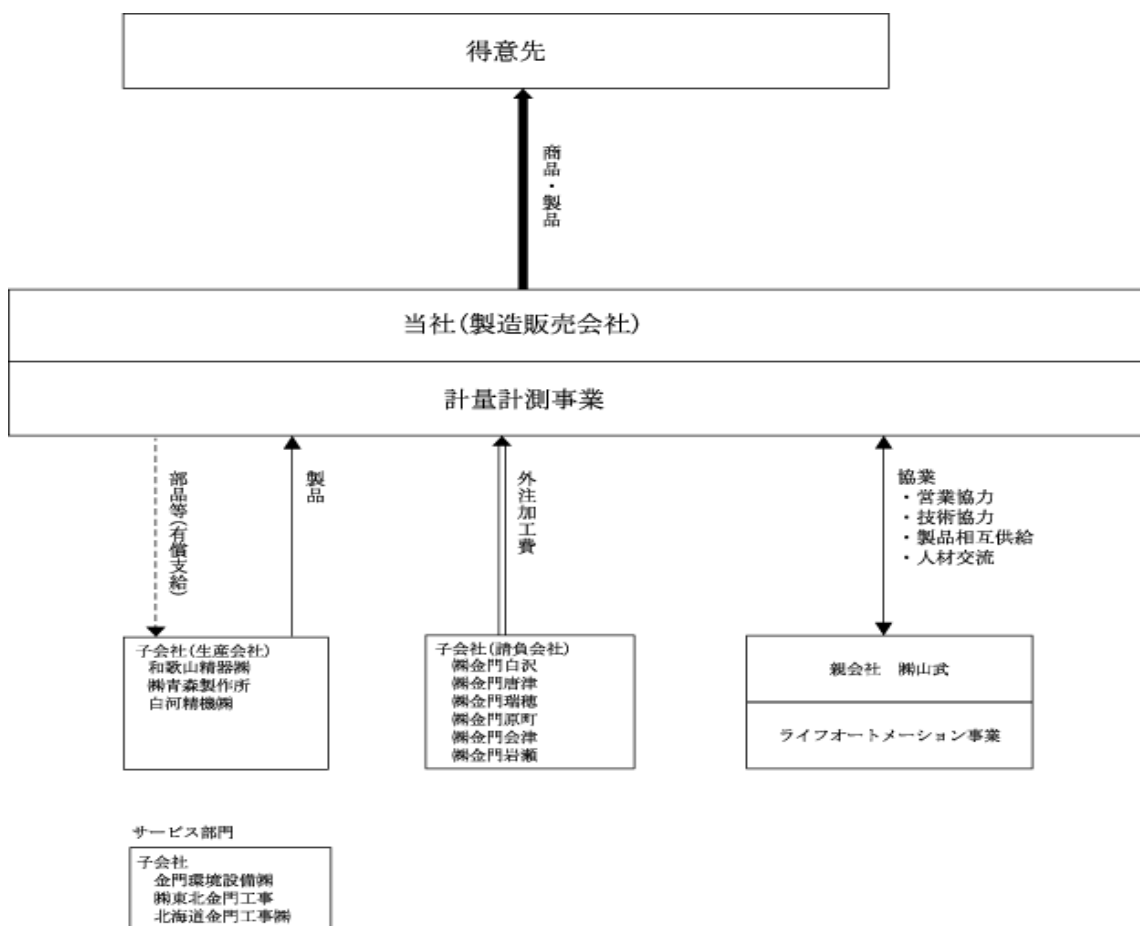 得意先
商品・製品
当社(製造販売会社)
計量計測事業
部品等(有償支給)
製品
外注加工費
協業
・営業協力
・技術協力
・製品相互供給
・人材交流
子会社(生産会社)
和歌山精器㈱
㈱青森製作所
白河精機㈱
子会社(請負会社)
㈱金門白沢
㈱金門唐津
㈱金門瑞穂
㈱金門原町
㈱金門会津
㈱金門岩瀬
親会社 ㈱山武
ライフオートメーション事業
サービス部門
子会社
金門環境設備㈱
㈱東北金門工事
北海道金門工事㈱